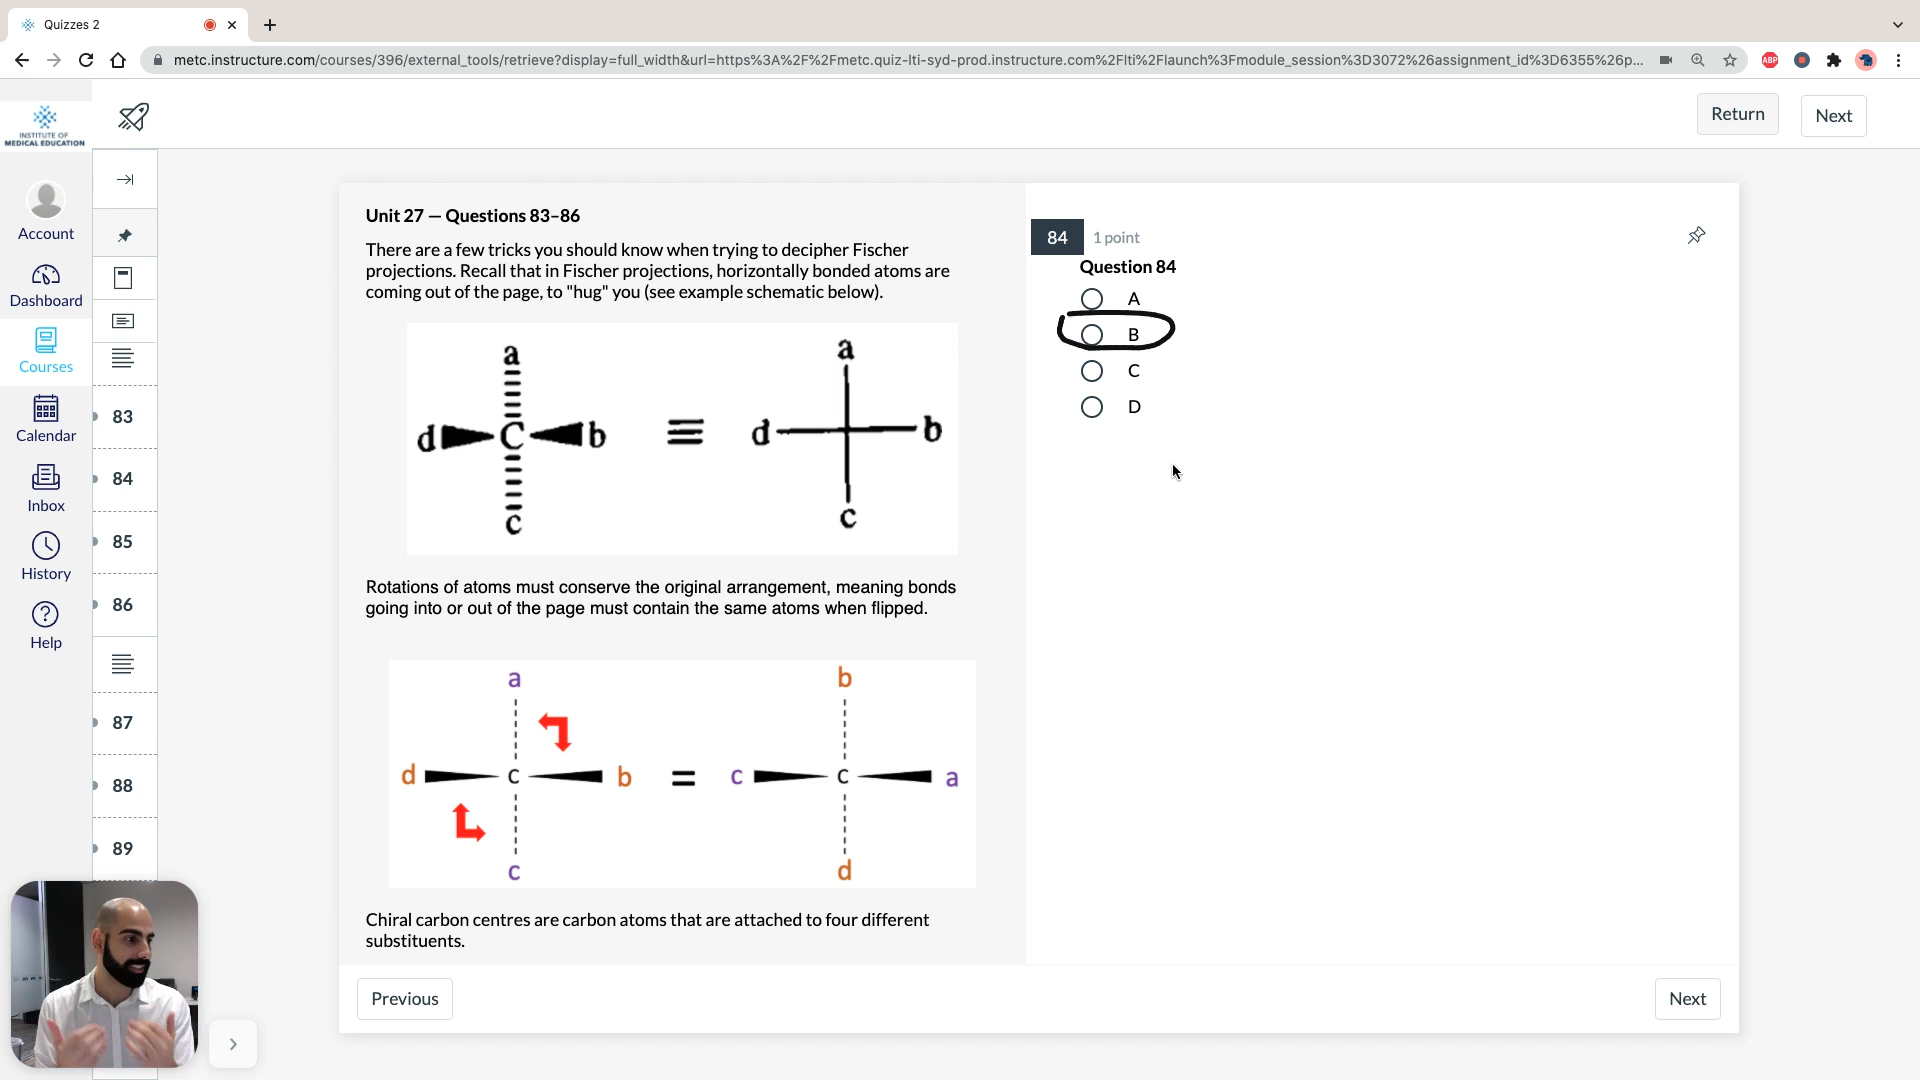 Quizzes 2
metc.instructure.com/courses/396/external_tools/retrieve?display=full_width&url=https%3A%2F%2Fmetc.quiz-lti-syd-prod.instructure.com%2Flti%2Flaunch%3Fmodule_session%3D3072%26assignment_id%3D6355%26p...
ABP
INSTITUTE OF
MEDICAL EDUCATION
Return
Next
Account
Dashboard
Courses
Calendar
Inbox
History
Help
83
84
85
86
87
88
89
Unit 27 – Questions 83–86
There are a few tricks you should know when trying to decipher Fischer
projections. Recall that in Fischer projections, horizontally bonded atoms are
coming out of the page, to "hug" you (see example schematic below).
a a
d C b ≡ d b
c c
Rotations of atoms must conserve the original arrangement, meaning bonds
going into or out of the page must contain the same atoms when flipped.
a b
d c b = c c a
c d
Chiral carbon centres are carbon atoms that are attached to four different
substituents.
84 1 point
Question 84
A
B
C
D
Previous
Next